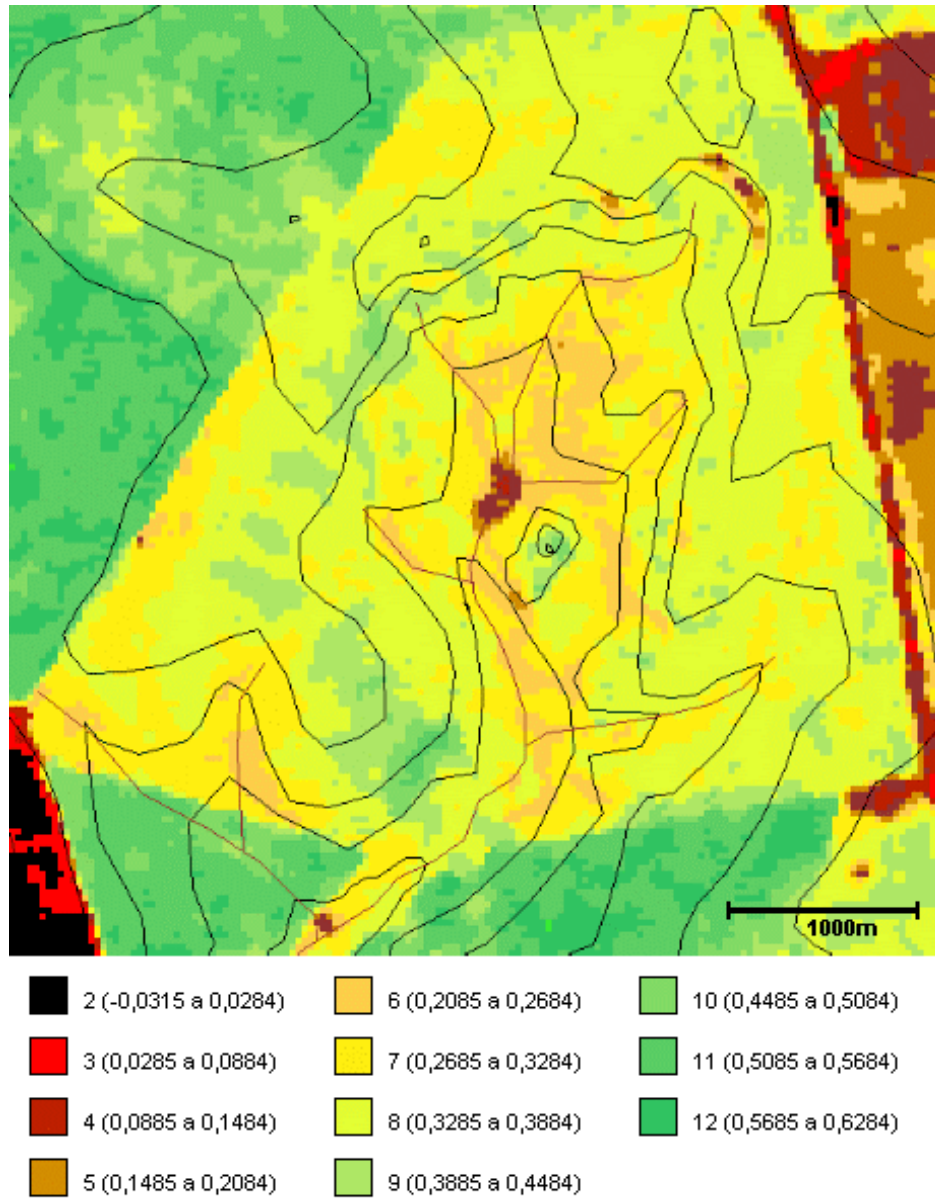 1000m
2 (-0,0315 a 0,0284)
6 (0,2085 a 0,2684)
10 (0,4485 a 0,5084)
3 (0,0285 a 0,0884)
7 (0,2685 a 0,3284)
11 (0,5085 a 0,5684)
4 (0,0885 a 0,1484)
8 (0,3285 a 0,3884)
12 (0,5685 a 0,6284)
5 (0,1485 a 0,2084)
9 (0,3885 a 0,4484)